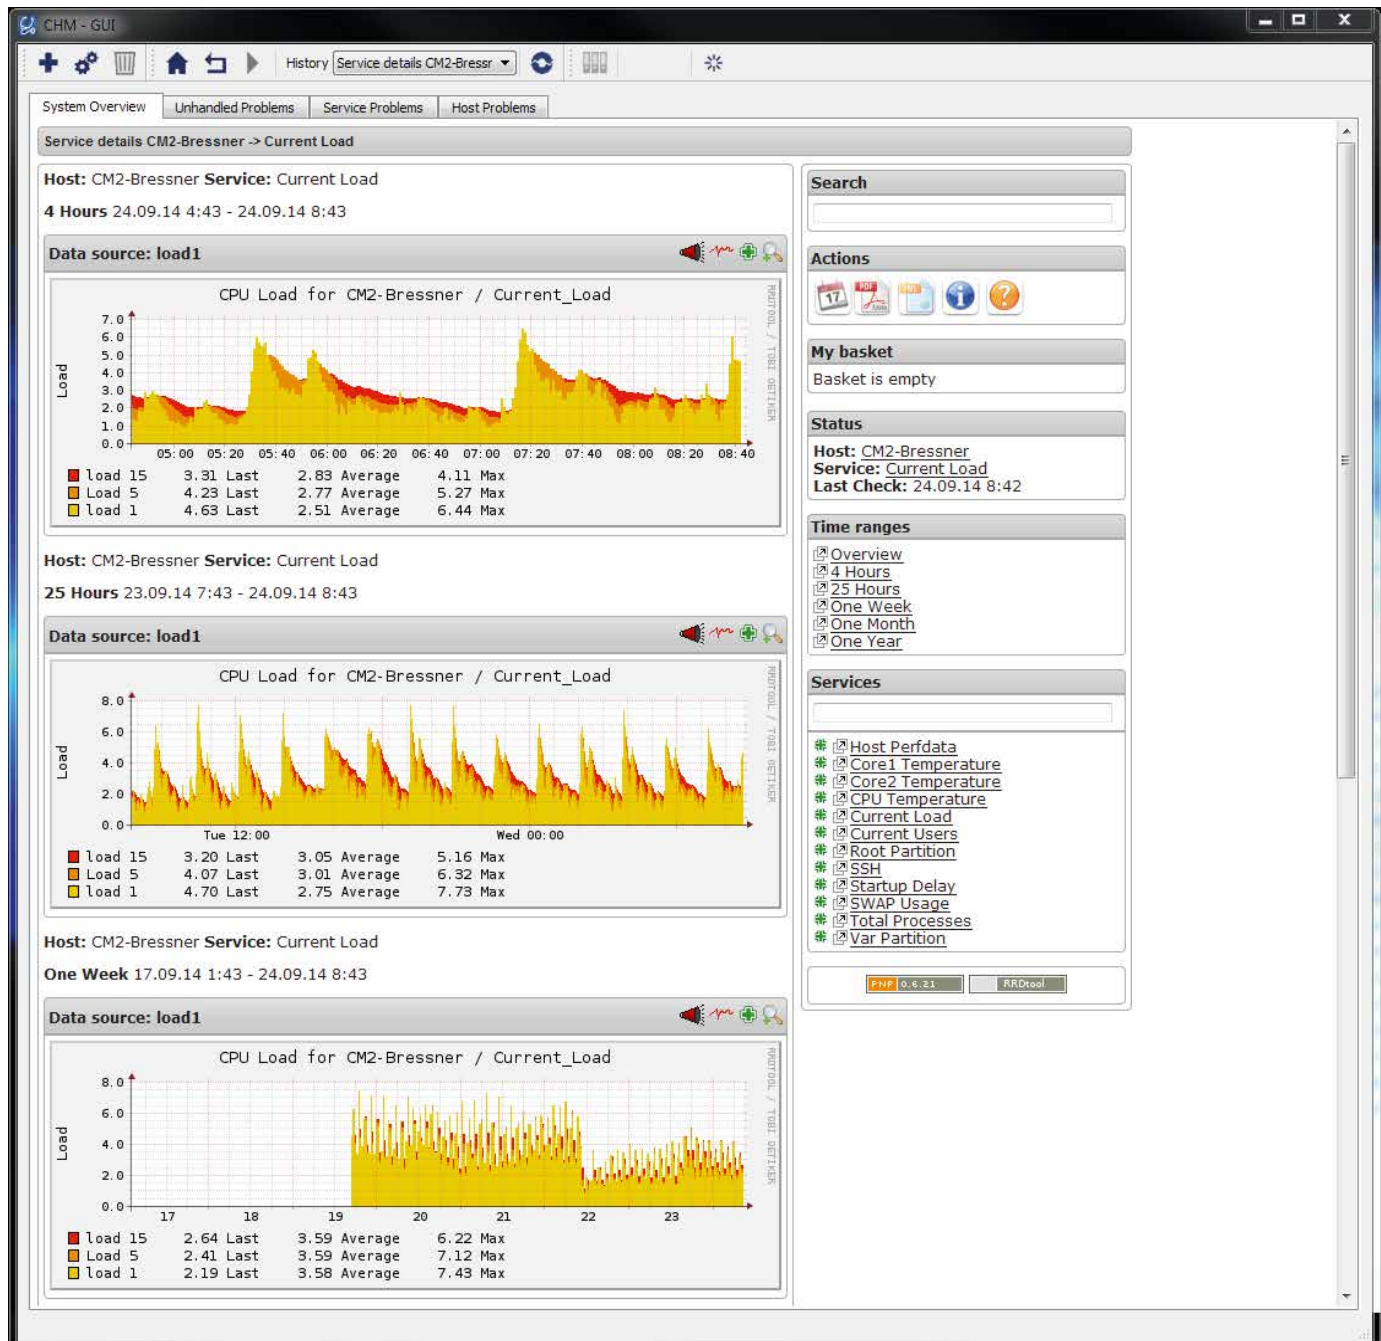 CHM - GUI
History Service details CM2-Bressr
System Overview Unhandled Problems Service Problems Host Problems
Service details CM2-Bressner -> Current Load
Host: CM2-Bressner Service: Current Load
4 Hours 24.09.14 4:43 - 24.09.14 8:43
Data source: load1
CPU Load for CM2-Bressner / Current_Load
RRDTOOL / TOBI OETIKER
Load
7.0
6.0
5.0
4.0
3.0
2.0
1.0
0.0
05:00 05:20 05:40 06:00 06:20 06:40 07:00 07:20 07:40 08:00 08:20 08:40
load 15 3.31 Last 2.83 Average 4.11 Max
Load 5 4.23 Last 2.77 Average 5.27 Max
load 1 4.63 Last 2.51 Average 6.44 Max
Host: CM2-Bressner Service: Current Load
25 Hours 23.09.14 7:43 - 24.09.14 8:43
Data source: load1
CPU Load for CM2-Bressner / Current_Load
RRDTOOL / TOBI OETIKER
Load
8.0
6.0
4.0
2.0
0.0
Tue 12:00 Wed 00:00
load 15 3.20 Last 3.05 Average 5.16 Max
Load 5 4.07 Last 3.01 Average 6.32 Max
load 1 4.70 Last 2.75 Average 7.73 Max
Host: CM2-Bressner Service: Current Load
One Week 17.09.14 1:43 - 24.09.14 8:43
Data source: load1
CPU Load for CM2-Bressner / Current_Load
RRDTOOL / TOBI OETIKER
Load
8.0
6.0
4.0
2.0
0.0
17 18 19 20 21 22 23
load 15 2.64 Last 3.59 Average 6.22 Max
Load 5 2.41 Last 3.59 Average 7.12 Max
load 1 2.19 Last 3.58 Average 7.43 Max
Search
Actions
17
PDF
My basket
Basket is empty
Status
Host: CM2-Bressner
Service: Current Load
Last Check: 24.09.14 8:42
Time ranges
Overview
4 Hours
25 Hours
One Week
One Month
One Year
Services
Host Perfdata
Core1 Temperature
Core2 Temperature
CPU Temperature
Current Load
Current Users
Root Partition
SSH
Startup Delay
SWAP Usage
Total Processes
Var Partition
PNP 0.6.21 RRDtool